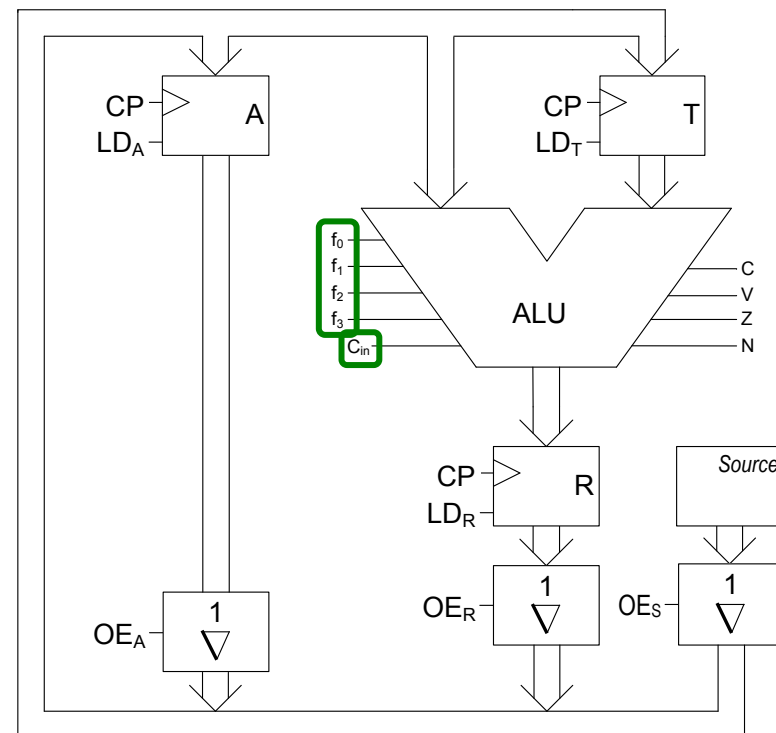 CP
A
LDA
CP
T
LDT
f0
f1
f2
f3
Cin
ALU
C
V
Z
N
CP
R
LDR
Source
1
OEA
1
OER
1
OES